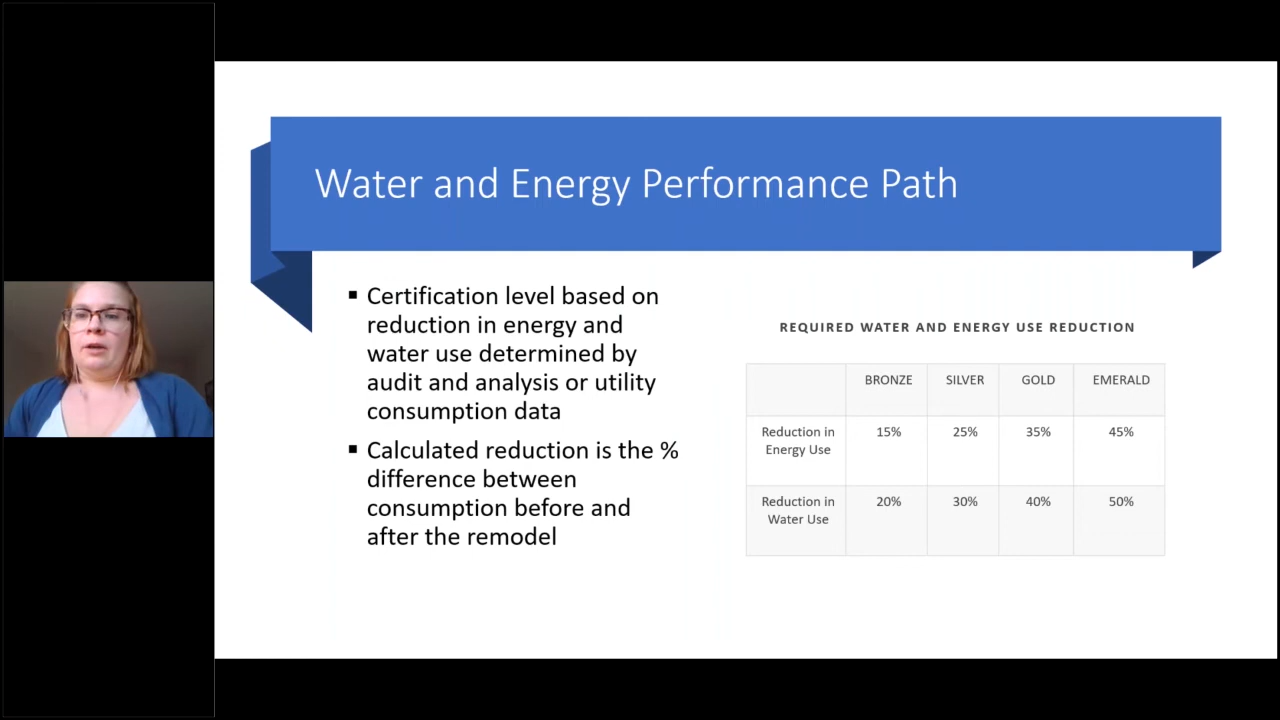 Water and Energy Performance Path
▪ Certification level based on
reduction in energy and
water use determined by
audit and analysis or utility
consumption data
▪ Calculated reduction is the %
difference between
consumption before and
after the remodel
REQUIRED WATER AND ENERGY USE REDUCTION
BRONZE SILVER GOLD EMERALD
Reduction in
Energy Use 15% 25% 35% 45%
Reduction in
Water Use 20% 30% 40% 50%